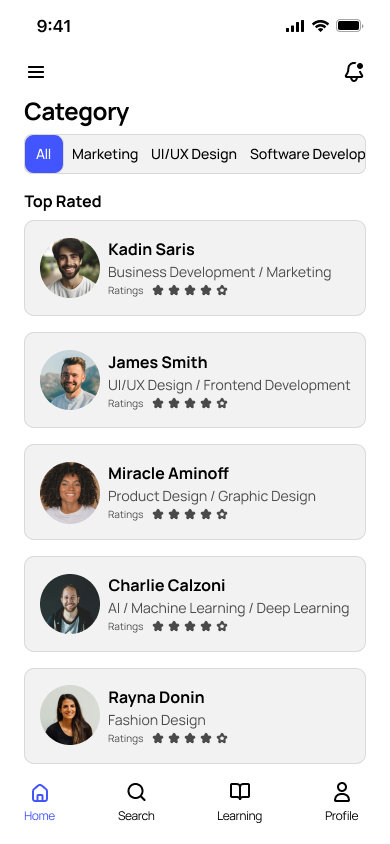 9:41
Category
All Marketing UI/UX Design Software Develop
Top Rated
Kadin Saris
Business Development / Marketing
Ratings
James Smith
UI/UX Design / Frontend Development
Ratings
Miracle Aminoff
Product Design / Graphic Design
Ratings
Charlie Calzoni
AI / Machine Learning / Deep Learning
Ratings
Rayna Donin
Fashion Design
Ratings
Home Search Learning Profile